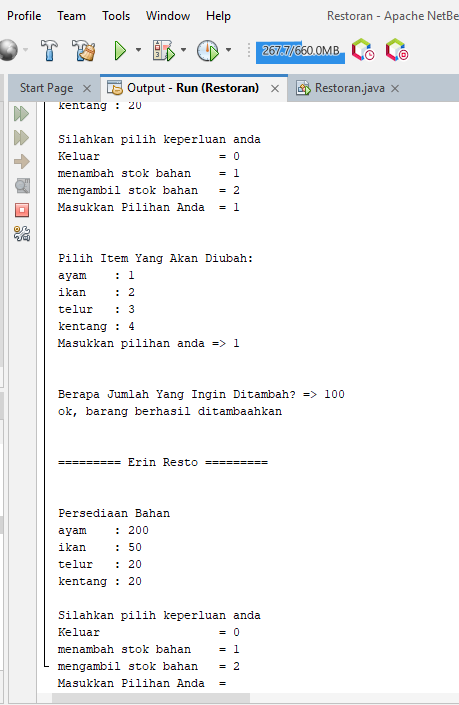 Profile Team Tools Window Help Restoran - Apache NetBe
267.7/660.0MB
Start Page Output - Run (Restoran) Restoran.java
kentang : 20
Silahkan pilih keperluan anda
Keluar = 0
menambah stok bahan = 1
mengambil stok bahan = 2
Masukkan Pilihan Anda = 1
Pilih Item Yang Akan Diubah:
ayam : 1
ikan : 2
telur : 3
kentang : 4
Masukkan pilihan anda => 1
Berapa Jumlah Yang Ingin Ditambah? => 100
ok, barang berhasil ditambaahkan
========= Erin Resto =========
Persediaan Bahan
ayam : 200
ikan : 50
telur : 20
kentang : 20
Silahkan pilih keperluan anda
Keluar = 0
menambah stok bahan = 1
mengambil stok bahan = 2
Masukkan Pilihan Anda =